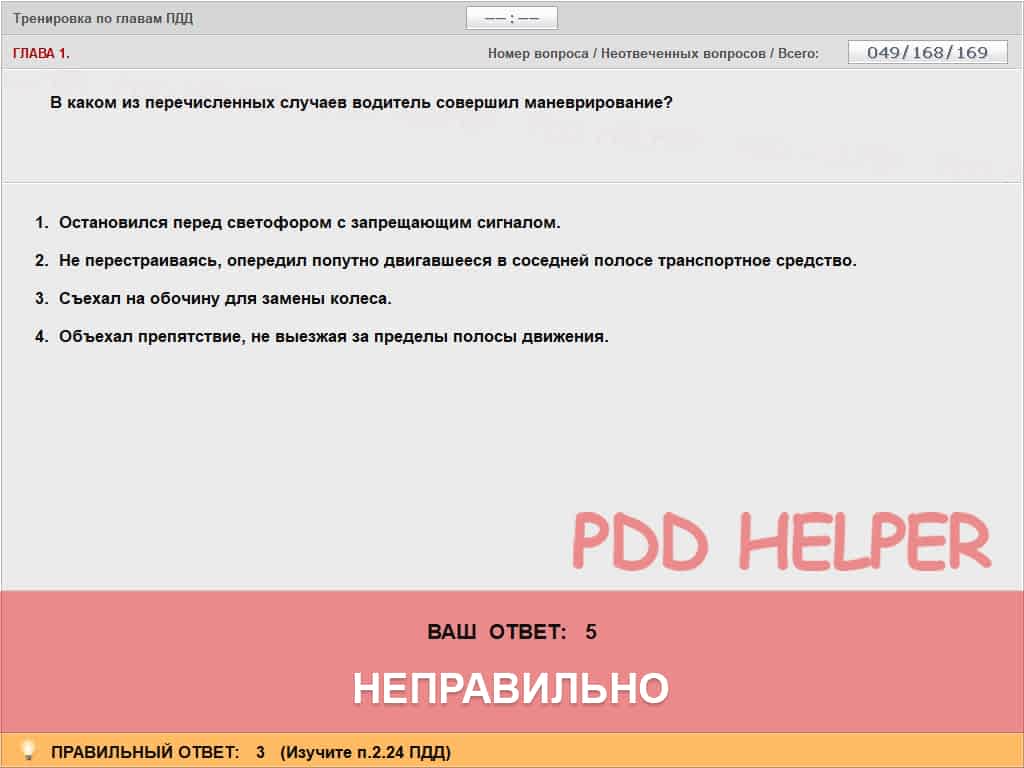 Тренировка по главам ПДД
–– : ––
ГЛАВА 1.
Номер вопроса / Неотвеченных вопросов / Всего: 049/168/169
В каком из перечисленных случаев водитель совершил маневрирование?
1. Остановился перед светофором с запрещающим сигналом.
2. Не перестраиваясь, опередил попутно двигавшееся в соседней полосе транспортное средство.
3. Съехал на обочину для замены колеса.
4. Объехал препятствие, не выезжая за пределы полосы движения.
PDD HELPER
ВАШ ОТВЕТ: 5
НЕПРАВИЛЬНО
ПРАВИЛЬНЫЙ ОТВЕТ: 3 (Изучите п.2.24 ПДД)